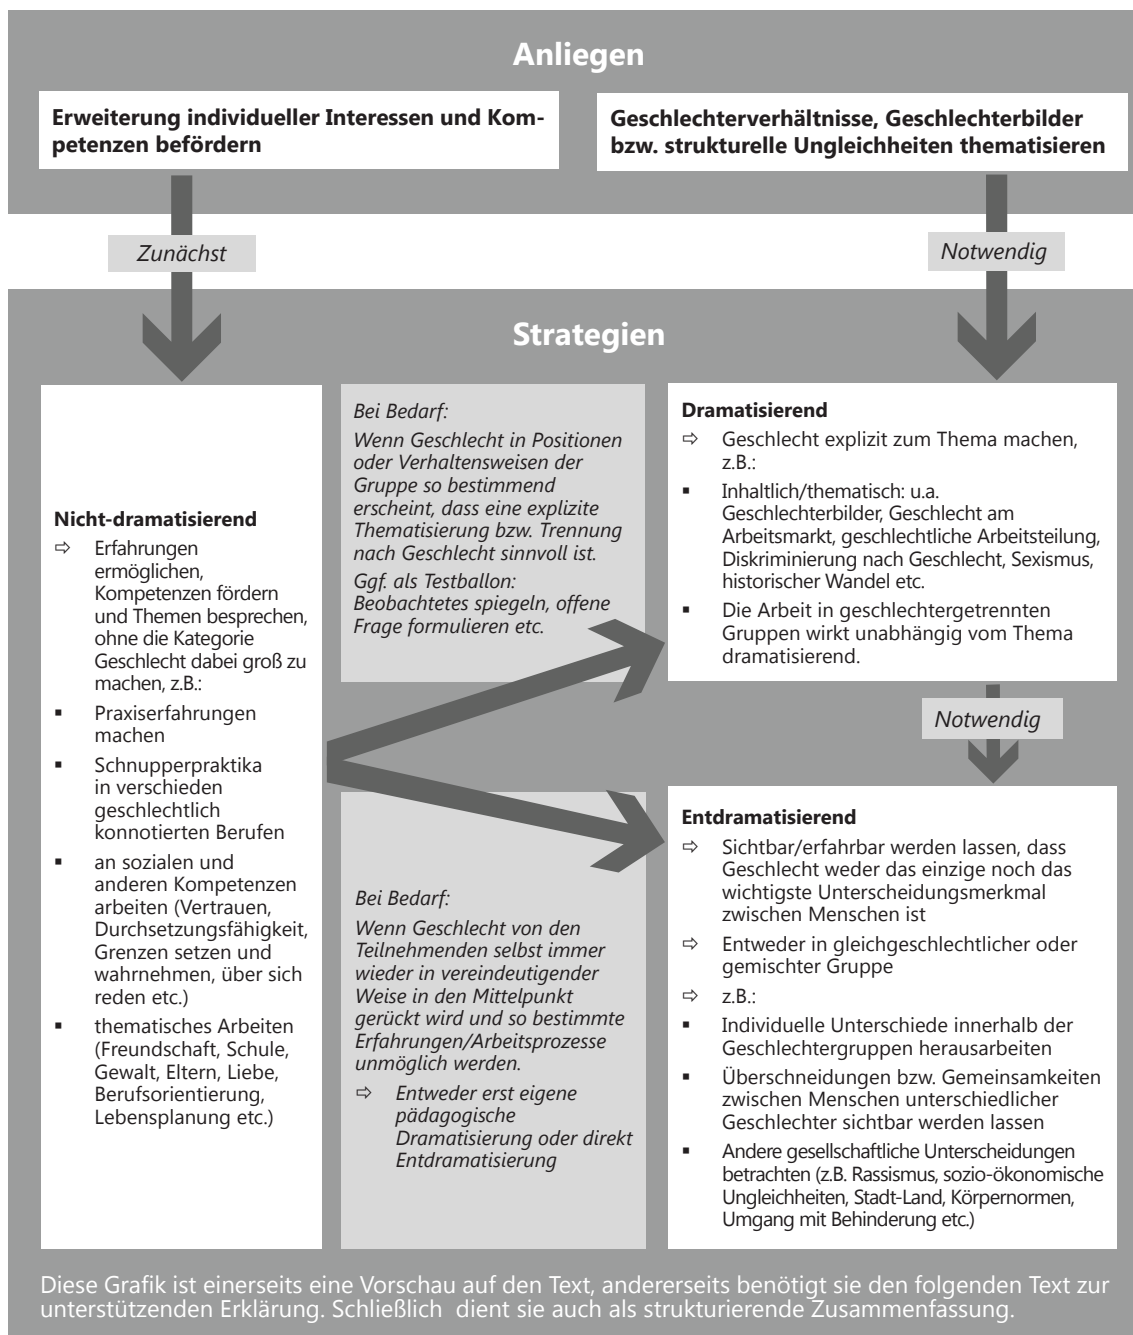 Anliegen
Erweiterung individueller Interessen und Kom-
petenzen befördern
Geschlechterverhältnisse, Geschlechterbilder
bzw. strukturelle Ungleichheiten thematisieren
Zunächst
Notwendig
Strategien
Nicht-dramatisierend
⇨ Erfahrungen
ermöglichen,
Kompetenzen fördern
und Themen besprechen,
ohne die Kategorie
Geschlecht dabei groß zu
machen, z.B.:
▪ Praxiserfahrungen
machen
▪ Schnupperpraktika
in verschieden
geschlechtlich
konnotierten Berufen
▪ an sozialen und
anderen Kompetenzen
arbeiten (Vertrauen,
Durchsetzungsfähigkeit,
Grenzen setzen und
wahrnehmen, über sich
reden etc.)
▪ thematisches Arbeiten
(Freundschaft, Schule,
Gewalt, Eltern, Liebe,
Berufsorientierung,
Lebensplanung etc.)
Bei Bedarf:
Wenn Geschlecht in Positionen
oder Verhaltensweisen der
Gruppe so bestimmend
erscheint, dass eine explizite
Thematisierung bzw. Trennung
nach Geschlecht sinnvoll ist.
Ggf. als Testballon:
Beobachtetes spiegeln, offene
Frage formulieren etc.
Bei Bedarf:
Wenn Geschlecht von den
Teilnehmenden selbst immer
wieder in vereindeutigender
Weise in den Mittelpunkt
gerückt wird und so bestimmte
Erfahrungen/Arbeitsprozesse
unmöglich werden.
⇨ Entweder erst eigene
pädagogische
Dramatisierung oder direkt
Entdramatisierung
Dramatisierend
⇨ Geschlecht explizit zum Thema machen,
z.B.:
▪ Inhaltlich/thematisch: u.a.
Geschlechterbilder, Geschlecht am
Arbeitsmarkt, geschlechtliche Arbeitsteilung,
Diskriminierung nach Geschlecht, Sexismus,
historischer Wandel etc.
▪ Die Arbeit in geschlechtergetrennten
Gruppen wirkt unabhängig vom Thema
dramatisierend.
Notwendig
Entdramatisierend
⇨ Sichtbar/erfahrbar werden lassen, dass
Geschlecht weder das einzige noch das
wichtigste Unterscheidungsmerkmal
zwischen Menschen ist
⇨ Entweder in gleichgeschlechtlicher oder
gemischter Gruppe
⇨ z.B.:
▪ Individuelle Unterschiede innerhalb der
Geschlechtergruppen herausarbeiten
▪ Überschneidungen bzw. Gemeinsamkeiten
zwischen Menschen unterschiedlicher
Geschlechter sichtbar werden lassen
▪ Andere gesellschaftliche Unterscheidungen
betrachten (z.B. Rassismus, sozio-ökonomische
Ungleichheiten, Stadt-Land, Körpernormen,
Umgang mit Behinderung etc.)
Diese Grafik ist einerseits eine Vorschau auf den Text, andererseits benötigt sie den folgenden Text zur
unterstützenden Erklärung. Schließlich dient sie auch als strukturierende Zusammenfassung.